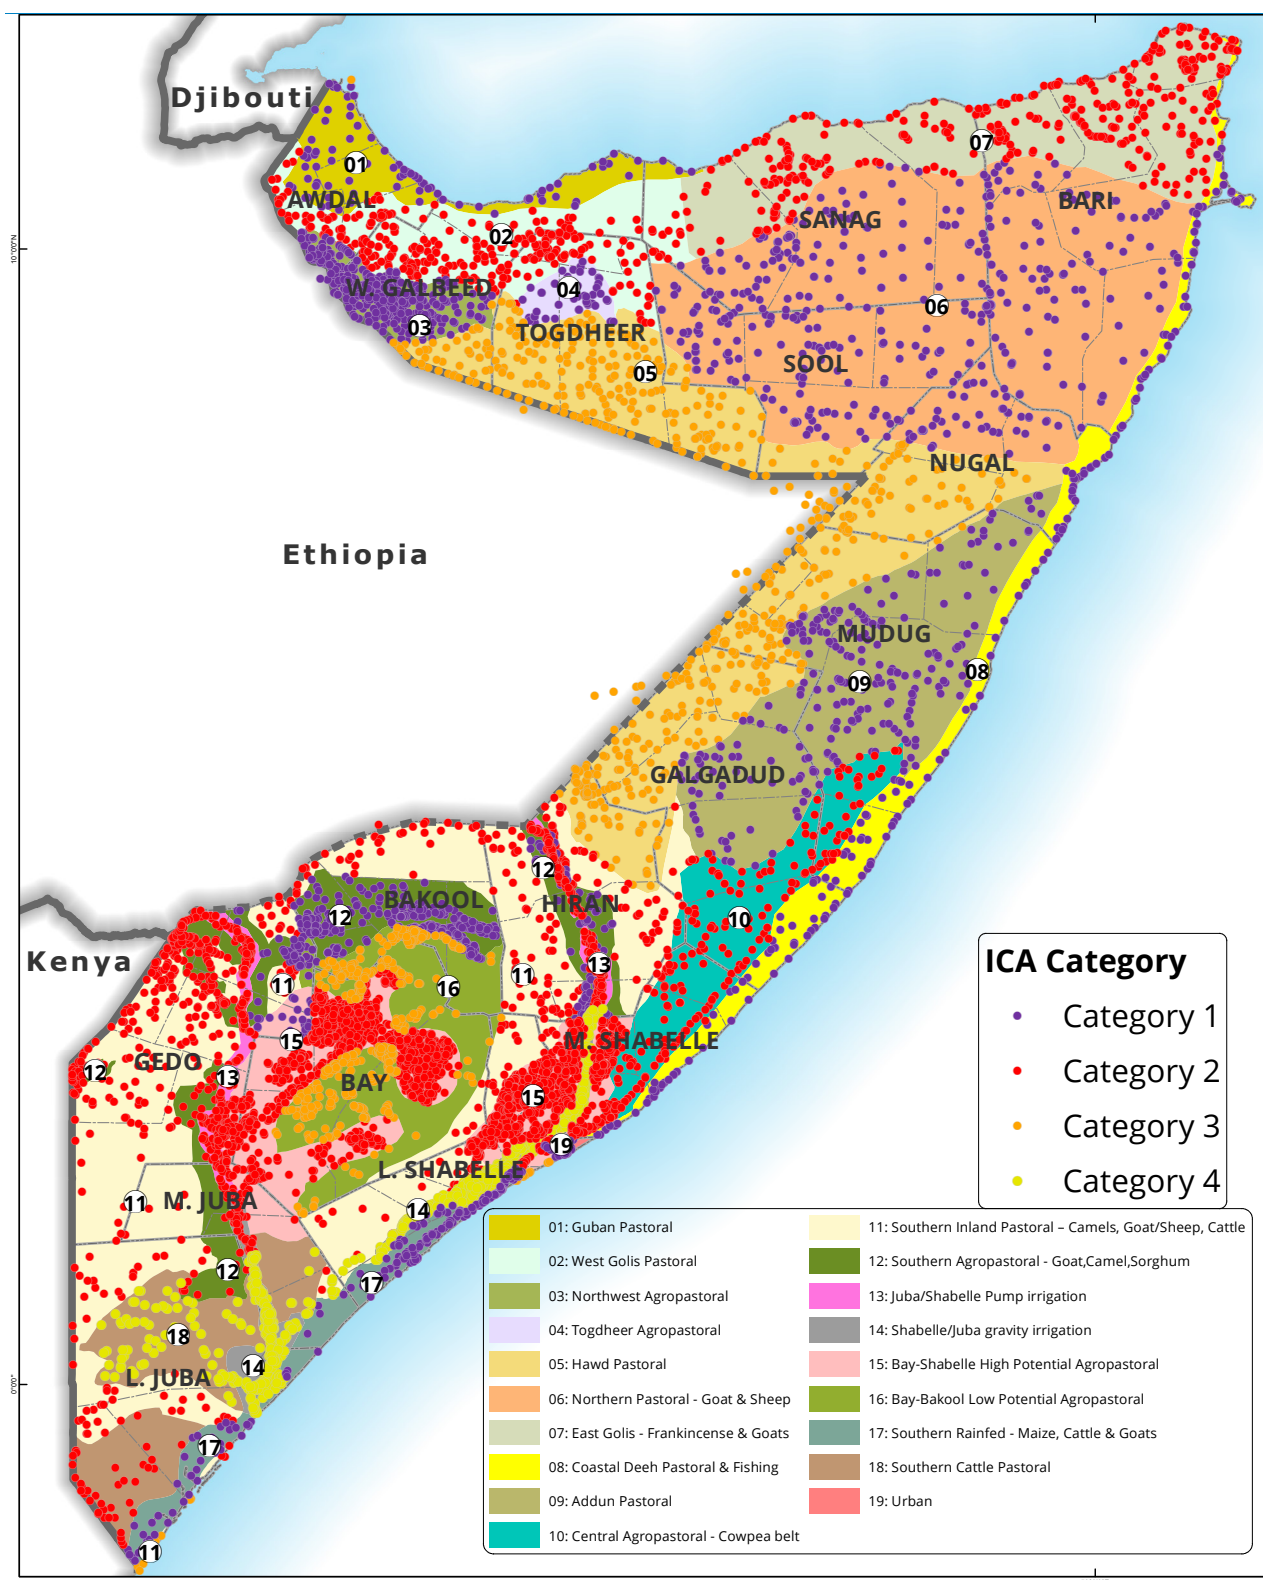 Djibouti
07
01
AWDAL
BARI
SANAG
02
10°0'0"N
W. GALBEED
04
06
03
TOGDHEER
SOOL
05
NUGAL
Ethiopia
MUDUG
08
09
GALGADUD
12
BAKOOL
HIRAN
12
10
Kenya
13
11
11
16
15
M. SHABELLE
GEDO
12
13
BAY
15
19
L. SHABELLE
11
M. JUBA
14
12
17
18
14
L. JUBA
0°0'0"
17
11
ICA Category
Category 1
Category 2
Category 3
Category 4
01: Guban Pastoral
02: West Golis Pastoral
03: Northwest Agropastoral
04: Togdheer Agropastoral
05: Hawd Pastoral
06: Northern Pastoral - Goat & Sheep
07: East Golis - Frankincense & Goats
08: Coastal Deeh Pastoral & Fishing
09: Addun Pastoral
10: Central Agropastoral - Cowpea belt
11: Southern Inland Pastoral – Camels, Goat/Sheep, Cattle
12: Southern Agropastoral - Goat,Camel,Sorghum
13: Juba/Shabelle Pump irrigation
14: Shabelle/Juba gravity irrigation
15: Bay-Shabelle High Potential Agropastoral
16: Bay-Bakool Low Potential Agropastoral
17: Southern Rainfed - Maize, Cattle & Goats
18: Southern Cattle Pastoral
19: Urban